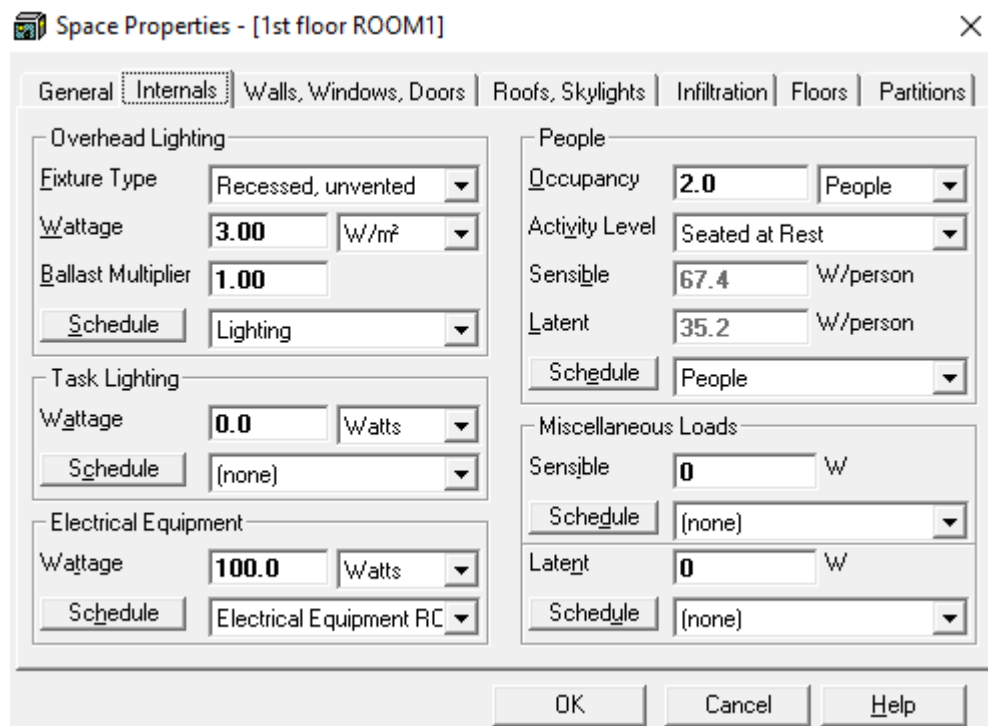 Space Properties - [1st floor ROOM1]
General Internals Walls, Windows, Doors Roofs, Skylights Infiltration Floors Partitions
Overhead Lighting
Fixture Type Recessed, unvented
Wattage 3.00 W/m²
Ballast Multiplier 1.00
Schedule Lighting
Task Lighting
Wattage 0.0 Watts
Schedule (none)
Electrical Equipment
Wattage 100.0 Watts
Schedule Electrical Equipment RC
People
Occupancy 2.0 People
Activity Level Seated at Rest
Sensible 67.4 W/person
Latent 35.2 W/person
Schedule People
Miscellaneous Loads
Sensible 0 W
Schedule (none)
Latent 0 W
Schedule (none)
OK Cancel Help